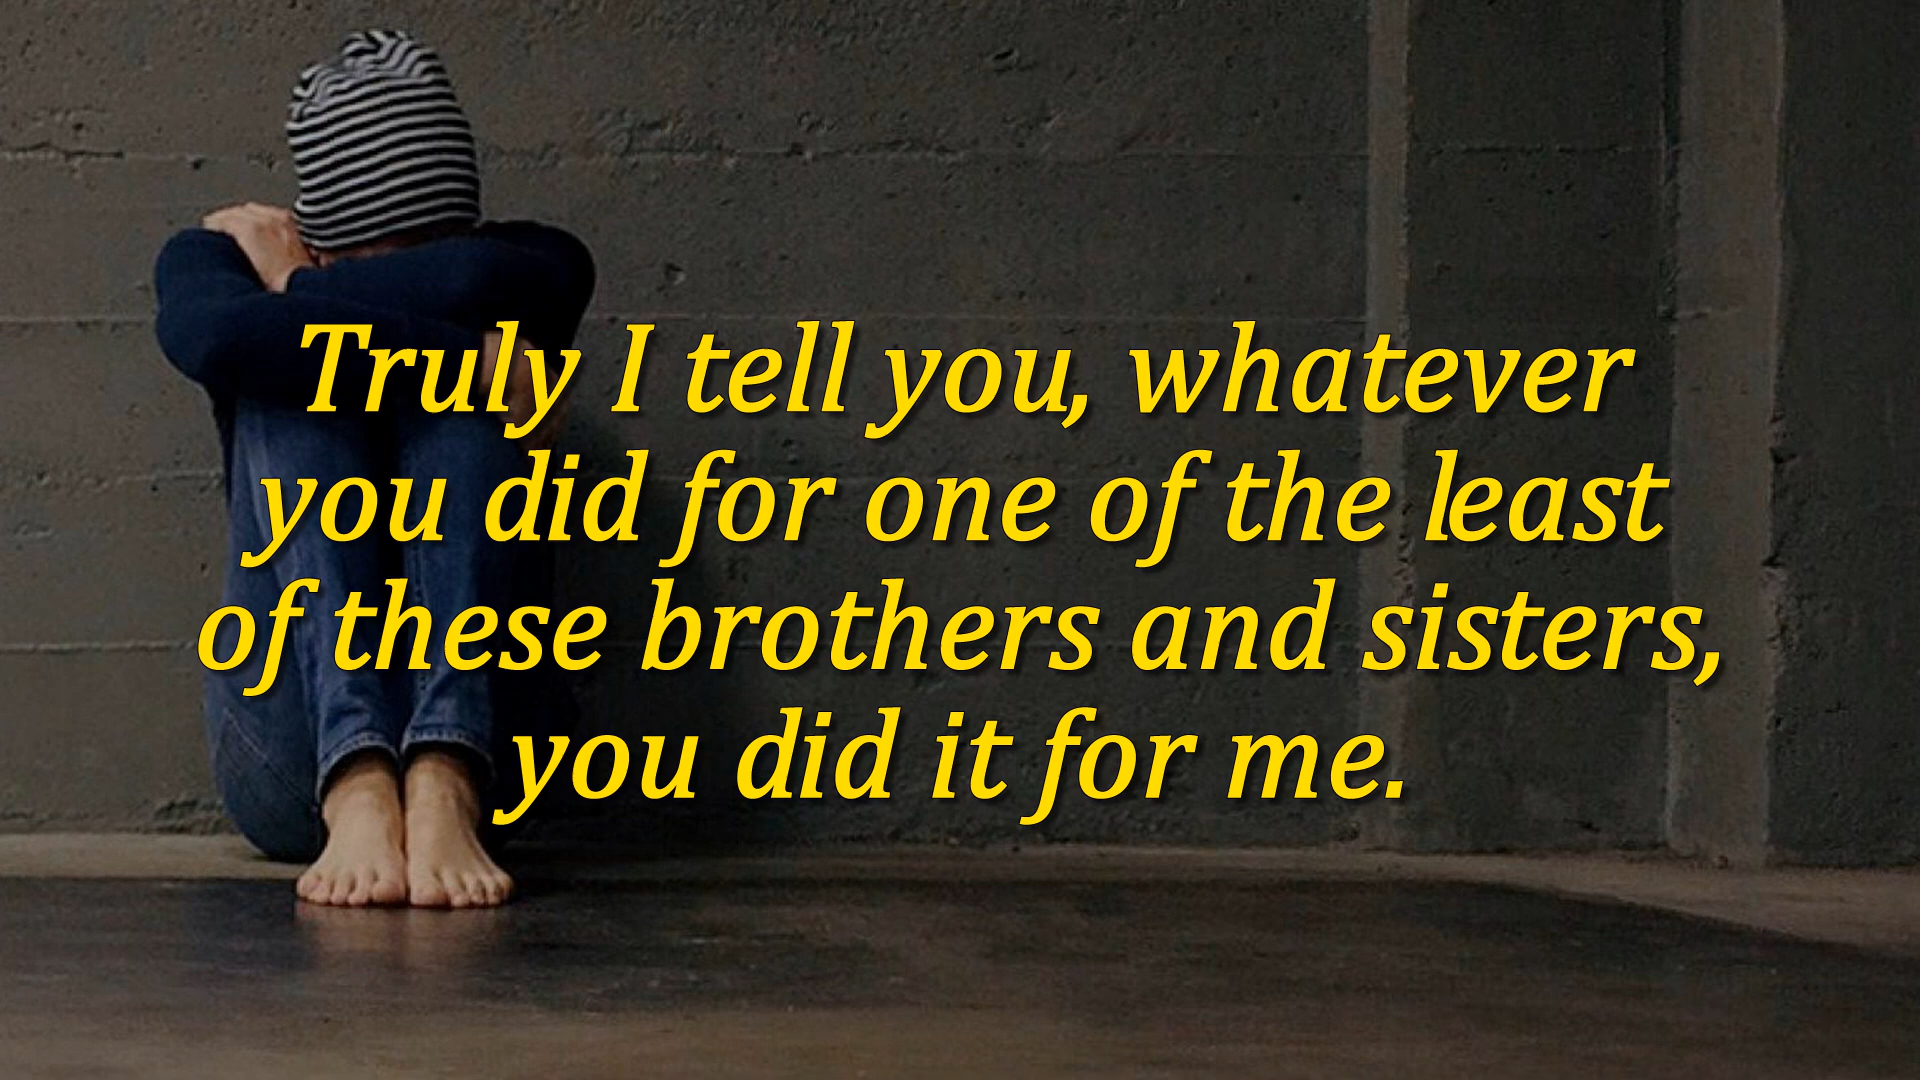 Truly I tell you, whatever
you did for one of the least
of these brothers and sisters,
you did it for me.